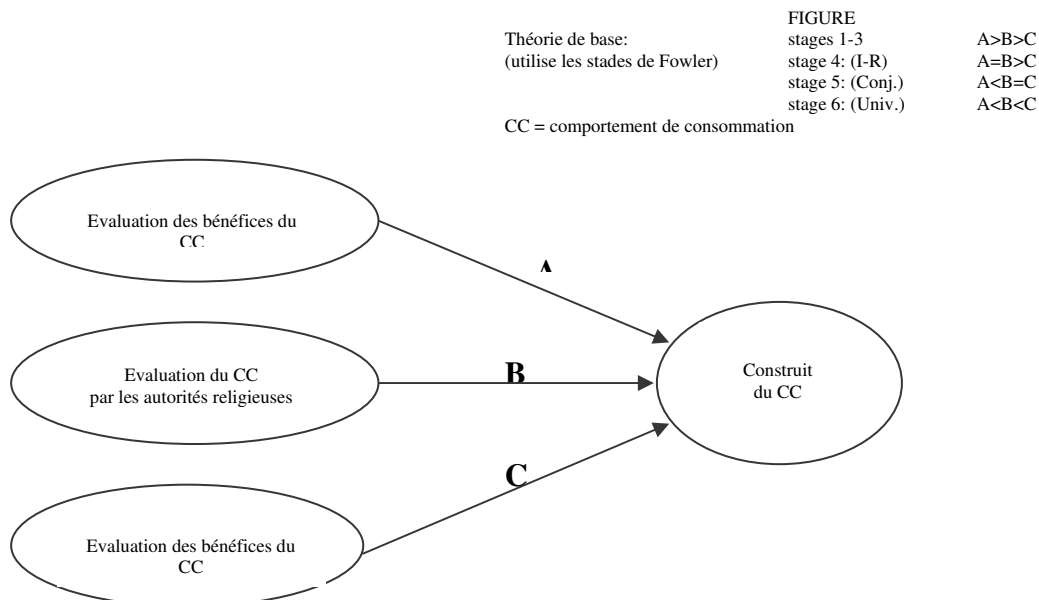 FIGURE
Théorie de base: stages 1-3 A>B>C
(utilise les stades de Fowler) stage 4: (I-R) A=B>C
stage 5: (Conj.) A<B=C
stage 6: (Univ.) A<B<C
CC = comportement de consommation
Evaluation des bénéfices du
CC
A
Evaluation du CC
par les autorités religieuses
B
Construit
du CC
C
Evaluation des bénéfices du
CC